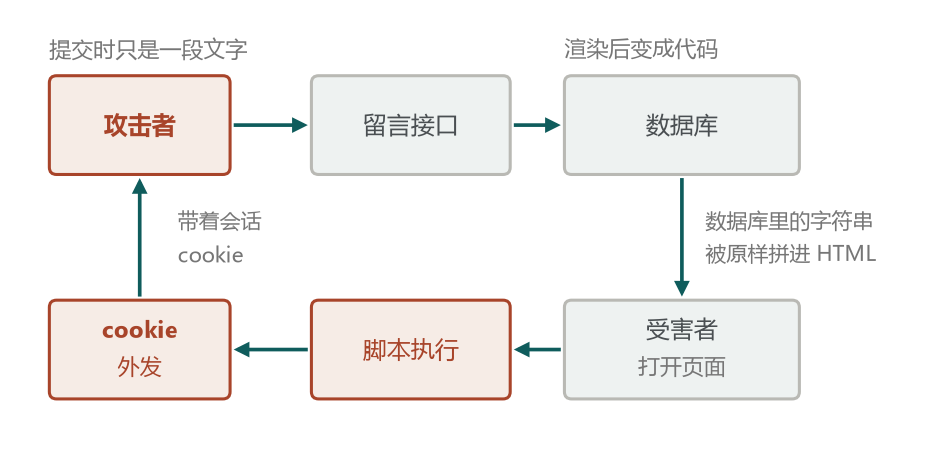 提交时只是一段文字
渲染后变成代码
攻击者
留言接口
数据库
带着会话
cookie
数据库里的字符串
被原样拼进 HTML
cookie
外发
脚本执行
受害者
打开页面